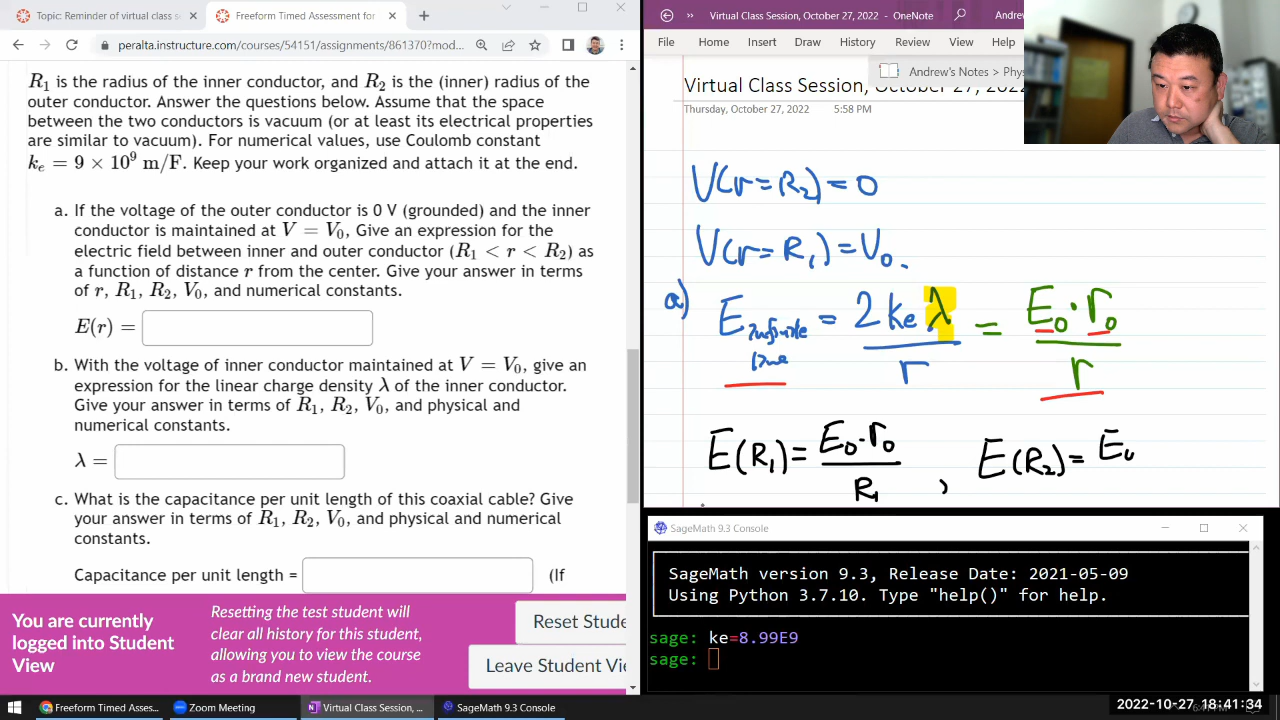 Topic: Reminder of virtual class s
Freeform Timed Assessment for
peralta.instructure.com/courses/54151/assignments/861370?mod...
R1 is the radius of the inner conductor, and R2 is the (inner) radius of the
outer conductor. Answer the questions below. Assume that the space
between the two conductors is vacuum (or at least its electrical properties
are similar to vacuum). For numerical values, use Coulomb constant
ke = 9 × 10^9 m/F. Keep your work organized and attach it at the end.
a. If the voltage of the outer conductor is 0 V (grounded) and the inner
conductor is maintained at V = V0, Give an expression for the
electric field between inner and outer conductor (R1 < r < R2) as
a function of distance r from the center. Give your answer in terms
of r, R1, R2, V0, and numerical constants.
E(r) =
b. With the voltage of inner conductor maintained at V = V0, give an
expression for the linear charge density λ of the inner conductor.
Give your answer in terms of R1, R2, V0, and physical and
numerical constants.
λ =
c. What is the capacitance per unit length of this coaxial cable? Give
your answer in terms of R1, R2, V0, and physical and numerical
constants.
Capacitance per unit length = (If
You are currently
logged into Student
View
Resetting the test student will
clear all history for this student,
allowing you to view the course
as a brand new student.
Reset Stude
Leave Student Vie
Virtual Class Session, October 27, 2022 - OneNote
Andrew
File Home Insert Draw History Review View Help
Andrew's Notes > Phys
Virtual Class Session, October 27, 2022
Thursday, October 27, 2022 5:58 PM
V(r=R2)=0
V(r=R1)=V0.
a) E infinite line = 2 ke λ / r = E0·r0 / r
E(R1)= E0·r0 / R1 , E(R2)= E0
SageMath 9.3 Console
SageMath version 9.3, Release Date: 2021-05-09
Using Python 3.7.10. Type "help()" for help.
sage: ke=8.99E9
sage:
Freeform Timed Asses...
Zoom Meeting
Virtual Class Session, ...
SageMath 9.3 Console
2022-10-27 18:41:34